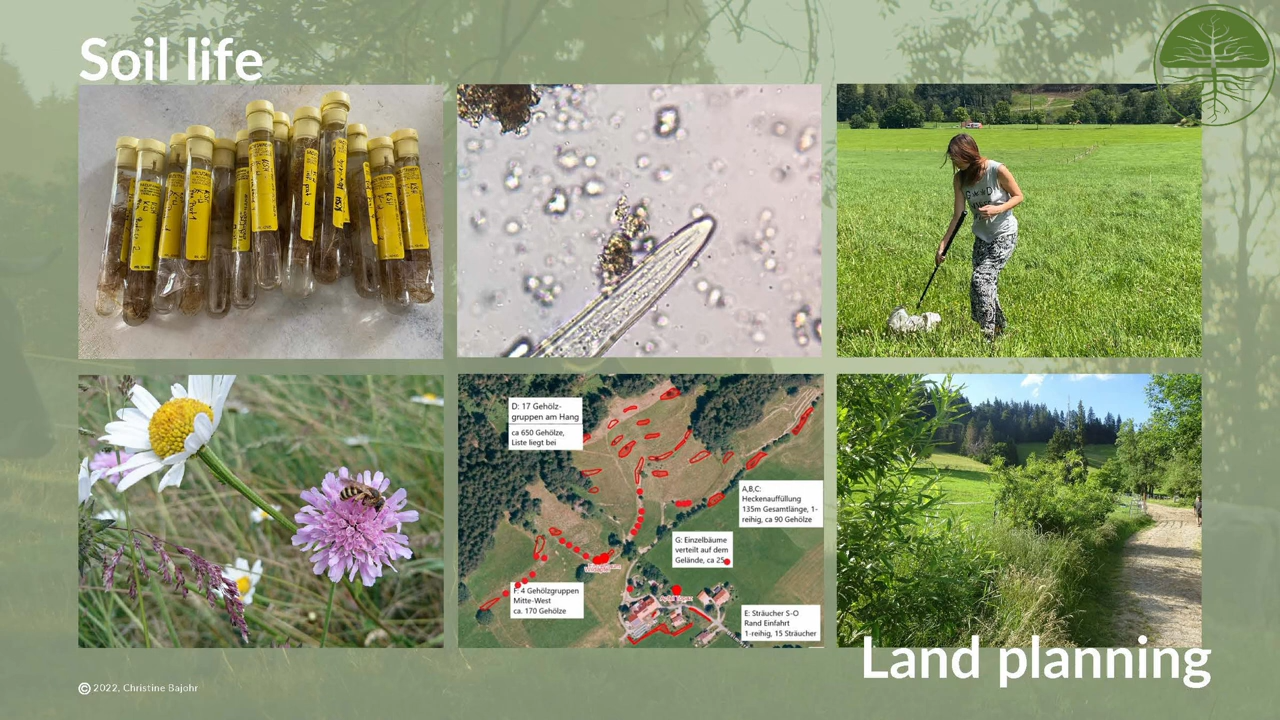 Soil life
D: 17 Gehölz-
gruppen am Hang
ca 650 Gehölze,
Liste liegt bei
A,B,C:
Heckenauffüllung
135m Gesamtlänge, 1-
reihig, ca 90 Gehölze
G: Einzelbäume
verteilt auf dem
Gelände, ca 25
F: 4 Gehölzgruppen
Mitte-West
ca. 170 Gehölze
E: Sträucher S-O
Rand Einfahrt
1-reihig, 15 Sträucher
Land planning
© 2022, Christine Bajohr